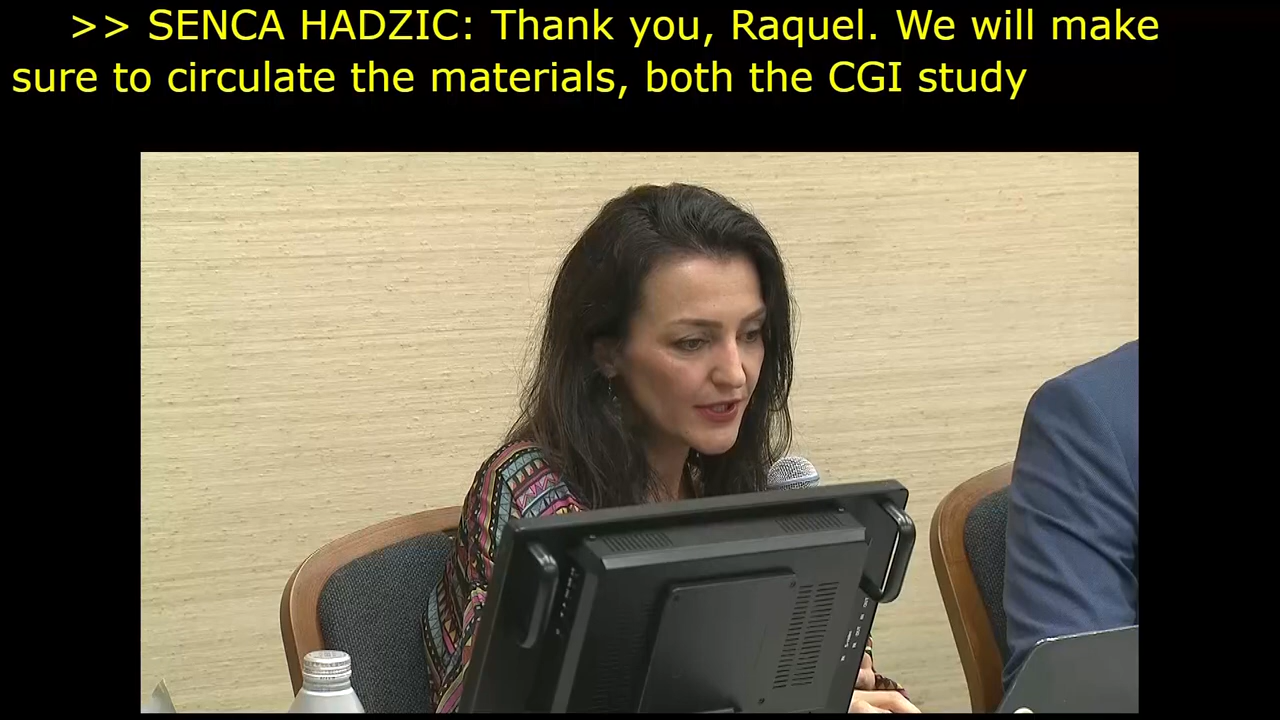 >> SENCA HADZIC: Thank you, Raquel. We will make
sure to circulate the materials, both the CGI study